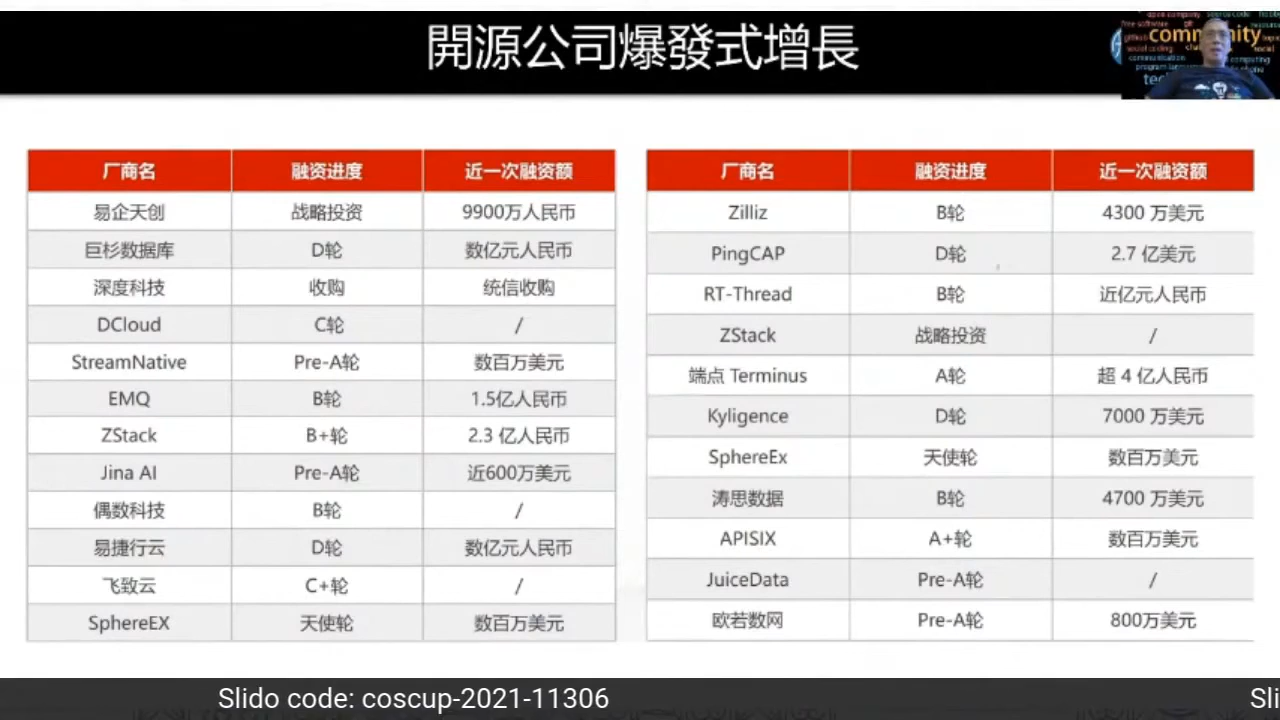 開源公司爆發式增長
community
厂商名 融资进度 近一次融资额
易企天创 战略投资 9900万人民币
巨杉数据库 D轮 数亿元人民币
深度科技 收购 统信收购
DCloud C轮 /
StreamNative Pre-A轮 数百万美元
EMQ B轮 1.5亿人民币
ZStack B+轮 2.3 亿人民币
Jina AI Pre-A轮 近600万美元
偶数科技 B轮 /
易捷行云 D轮 数亿元人民币
飞致云 C+轮 /
SphereEX 天使轮 数百万美元
厂商名 融资进度 近一次融资额
Zilliz B轮 4300 万美元
PingCAP D轮 2.7 亿美元
RT-Thread B轮 近亿元人民币
ZStack 战略投资 /
端点 Terminus A轮 超 4 亿人民币
Kyligence D轮 7000 万美元
SphereEx 天使轮 数百万美元
涛思数据 B轮 4700 万美元
APISIX A+轮 数百万美元
JuiceData Pre-A轮 /
欧若数网 Pre-A轮 800万美元
Slido code: coscup-2021-11306
Sli